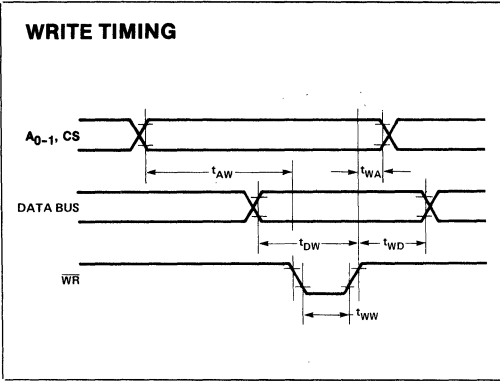 WRITE TIMING
A0-1, CS
tAW
tWA
DATA BUS
tDW
tWD
WR
tWW